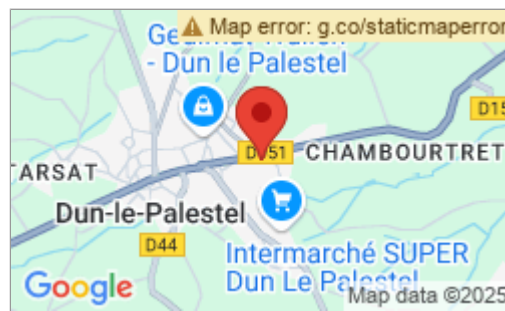 ⚠ Map error: g.co/staticmaperror
- Dun le Palestel
D15
D951
CHAMBOURTRET
TARSAT
Dun-le-Palestel
D44
Intermarché SUPER
Dun Le Palestel
Google
Map data ©2025